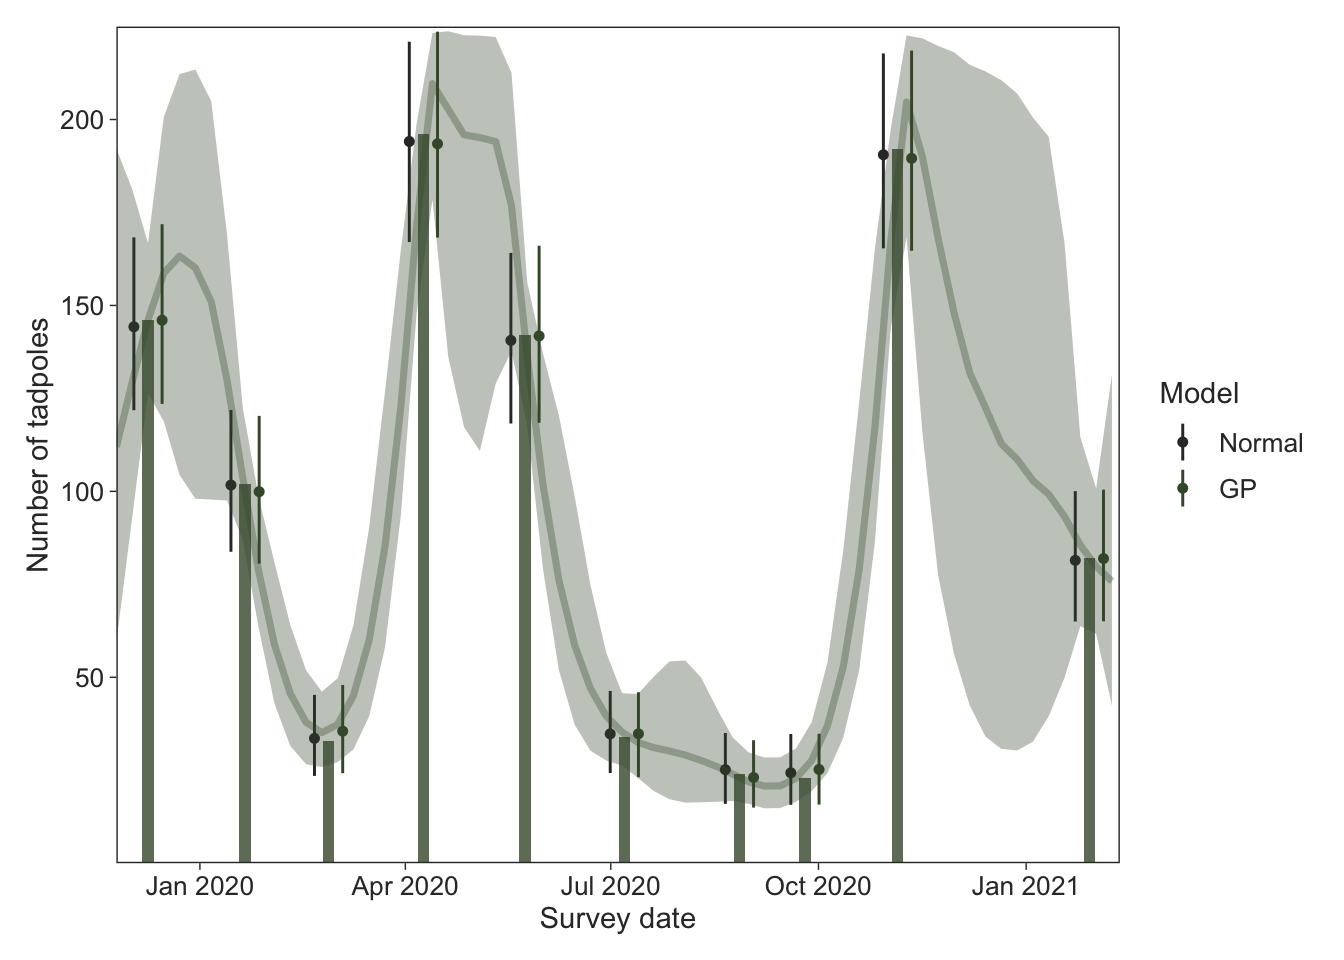 Number of tadpoles
200
150
100
50
Jan 2020
Apr 2020
Jul 2020
Oct 2020
Jan 2021
Survey date
Model
Normal
GP